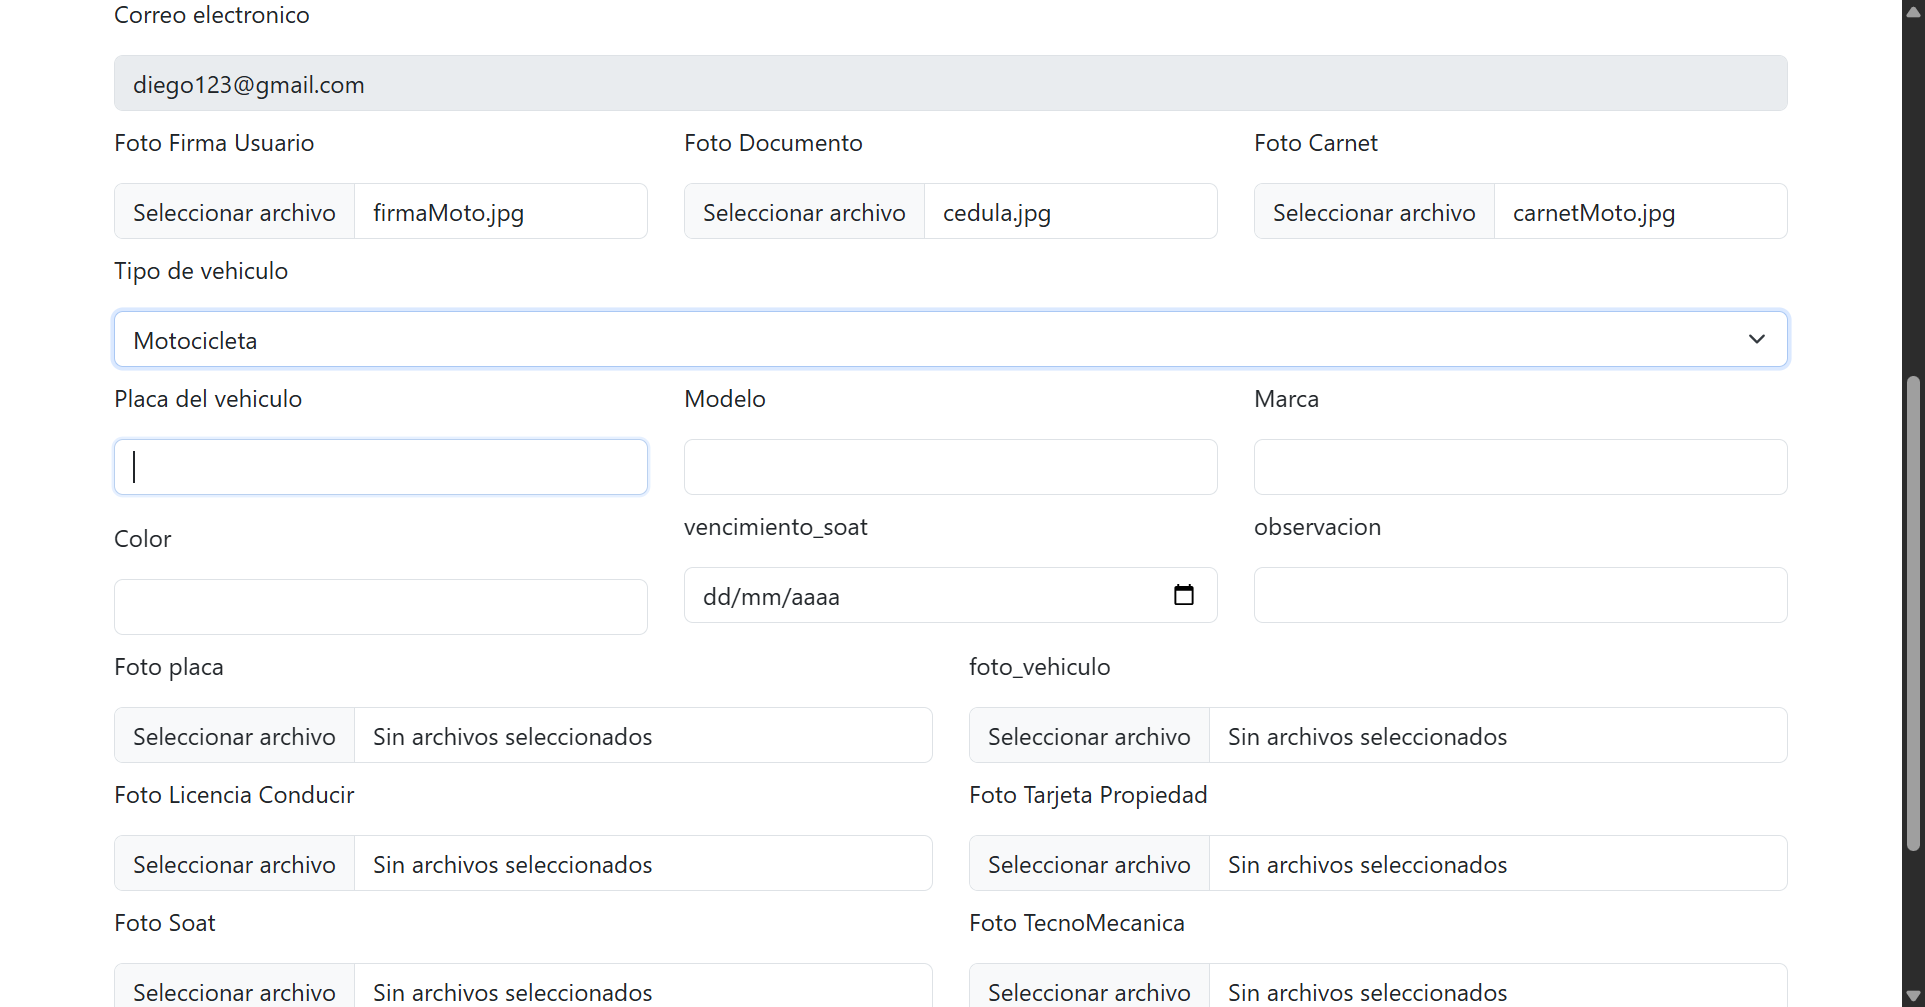 Correo electronico
diego123@gmail.com
Foto Firma Usuario
Foto Documento
Foto Carnet
Seleccionar archivo firmaMoto.jpg
Seleccionar archivo cedula.jpg
Seleccionar archivo carnetMoto.jpg
Tipo de vehiculo
Motocicleta
Placa del vehiculo
Modelo
Marca
Color
vencimiento_soat
observacion
dd/mm/aaaa
Foto placa
foto_vehiculo
Seleccionar archivo Sin archivos seleccionados
Seleccionar archivo Sin archivos seleccionados
Foto Licencia Conducir
Foto Tarjeta Propiedad
Seleccionar archivo Sin archivos seleccionados
Seleccionar archivo Sin archivos seleccionados
Foto Soat
Foto TecnoMecanica
Seleccionar archivo Sin archivos seleccionados
Seleccionar archivo Sin archivos seleccionados